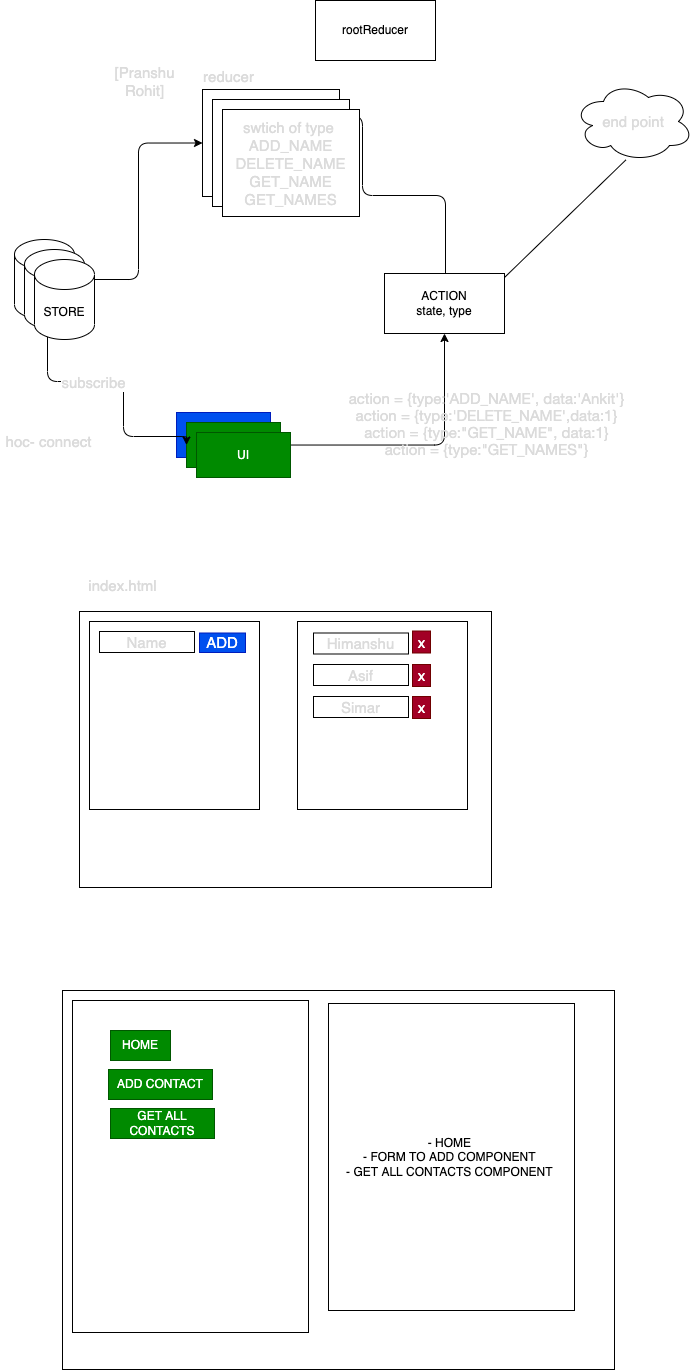 rootReducer
[Pranshu
Rohit]
reducer
swtich of type
ADD_NAME
DELETE_NAME
GET_NAME
GET_NAMES
end point
STORE
ACTION
state, type
subscribe
action = {type:'ADD_NAME', data:'Ankit'}
action = {type:'DELETE_NAME',data:1}
action = {type:"GET_NAME", data:1}
action = {type:"GET_NAMES"}
hoc- connect
UI
index.html
Name
ADD
Himanshu
x
Asif
x
Simar
x
HOME
ADD CONTACT
GET ALL
CONTACTS
- HOME
- FORM TO ADD COMPONENT
- GET ALL CONTACTS COMPONENT